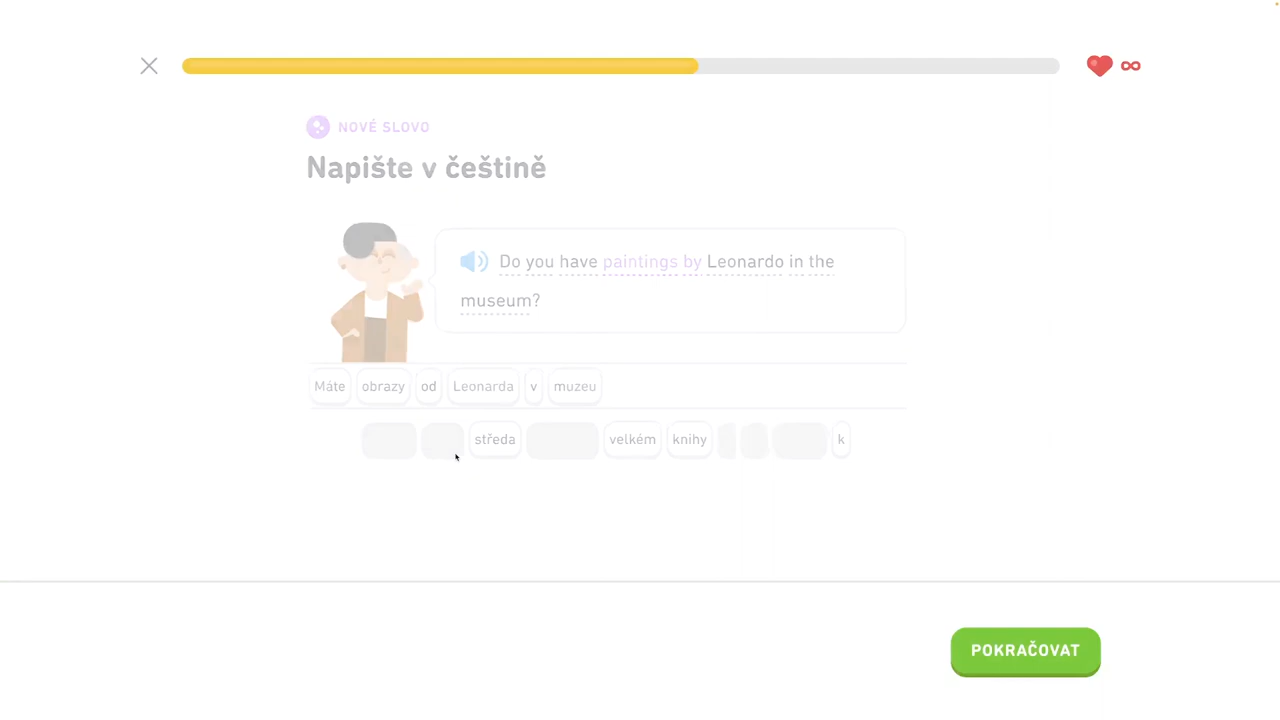 NOVÉ SLOVO
Napište v češtině
Do you have paintings by Leonardo in the
museum?
Máte obrazy od Leonarda v muzeu
středa velkém knihy k
POKRAČOVAT